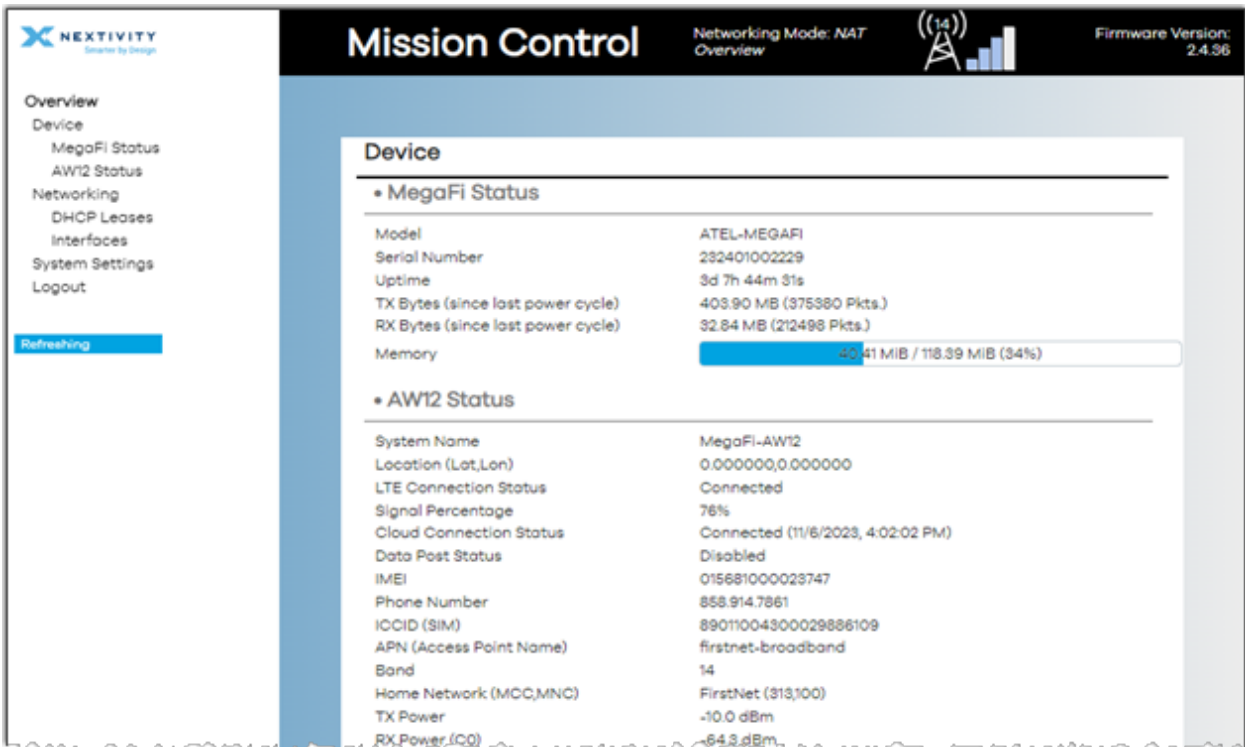 NEXTIVITY
Smarter by Design
Mission Control
Networking Mode: NAT
Overview
14
Firmware Version:
2.4.36
Overview
Device
MegaFi Status
AW12 Status
Networking
DHCP Leases
Interfaces
System Settings
Logout
Refreshing
Device
• MegaFi Status
Model ATEL-MEGAFI
Serial Number 232401002229
Uptime 3d 7h 44m 31s
TX Bytes (since last power cycle) 403.90 MB (375380 Pkts.)
RX Bytes (since last power cycle) 32.84 MB (212498 Pkts.)
Memory 40.41 MiB / 118.39 MiB (34%)
• AW12 Status
System Name MegaFi-AW12
Location (Lat,Lon) 0.000000,0.000000
LTE Connection Status Connected
Signal Percentage 76%
Cloud Connection Status Connected (11/6/2023, 4:02:02 PM)
Data Post Status Disabled
IMEI 015681000023747
Phone Number 858.914.7861
ICCID (SIM) 89011004300029886109
APN (Access Point Name) firstnet-broadband
Band 14
Home Network (MCC,MNC) FirstNet (313,100)
TX Power -10.0 dBm
RX Power (C0) -64.3 dBm